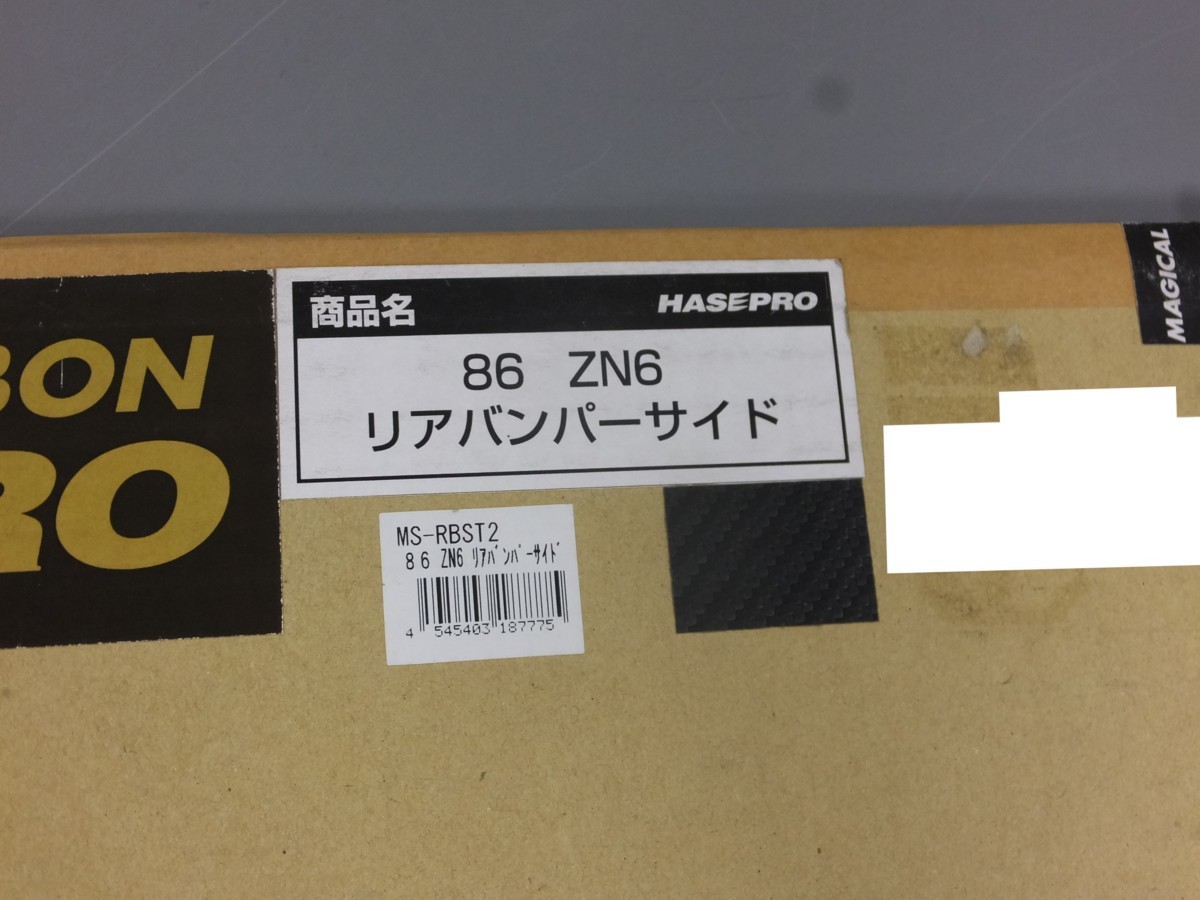 商品名 HASEPRO
86 ZN6
リアバンパーサイド
MAGICAL
BON
RO
MS-RBST2
86 ZN6 ﾘｱﾊﾞﾝﾊﾟｰｻｲﾄﾞ
4 545403 187775